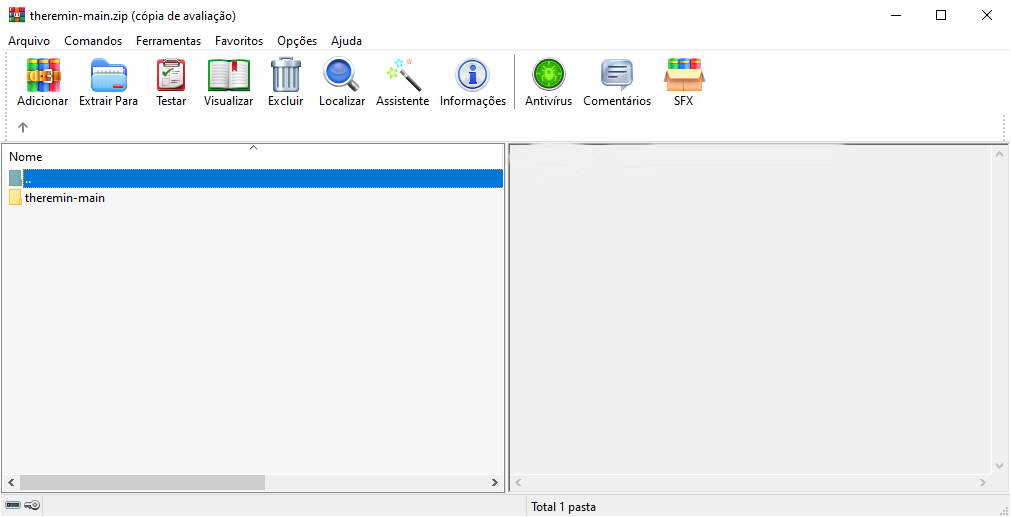 theremin-main.zip (cópia de avaliação)
Arquivo Comandos Ferramentas Favoritos Opções Ajuda
Adicionar Extrair Para Testar Visualizar Excluir Localizar Assistente Informações Antivírus Comentários SFX
Nome
..
theremin-main
Total 1 pasta